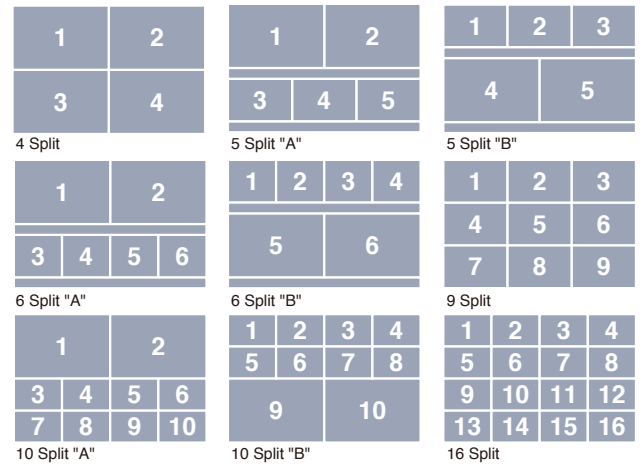 1 2
3 4
4 Split
1 2
3 4 5
5 Split "A"
1 2 3
4 5
5 Split "B"
1 2
3 4 5 6
6 Split "A"
1 2 3 4
5 6
6 Split "B"
1 2 3
4 5 6
7 8 9
9 Split
1 2
3 4 5 6
7 8 9 10
10 Split "A"
1 2 3 4
5 6 7 8
9 10
10 Split "B"
1 2 3 4
5 6 7 8
9 10 11 12
13 14 15 16
16 Split